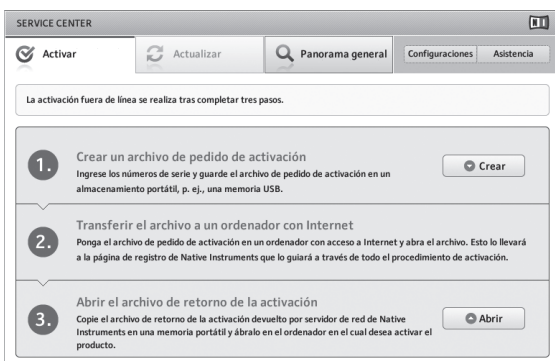 SERVICE CENTER
Activar
Actualizar
Panorama general
Configuraciones
Asistencia
La activación fuera de línea se realiza tras completar tres pasos.
1.
Crear un archivo de pedido de activación
Ingrese los números de serie y guarde el archivo de pedido de activación en un
almacenamiento portátil, p. ej., una memoria USB.
Crear
2.
Transferir el archivo a un ordenador con Internet
Ponga el archivo de pedido de activación en un ordenador con acceso a Internet y abra el archivo. Esto lo llevará
a la página de registro de Native Instruments que lo guiará a través de todo el procedimiento de activación.
3.
Abrir el archivo de retorno de la activación
Copie el archivo de retorno de la activación devuelto por servidor de red de Native
Instruments en una memoria portátil y ábralo en el ordenador en el cual desea activar el
producto.
Abrir